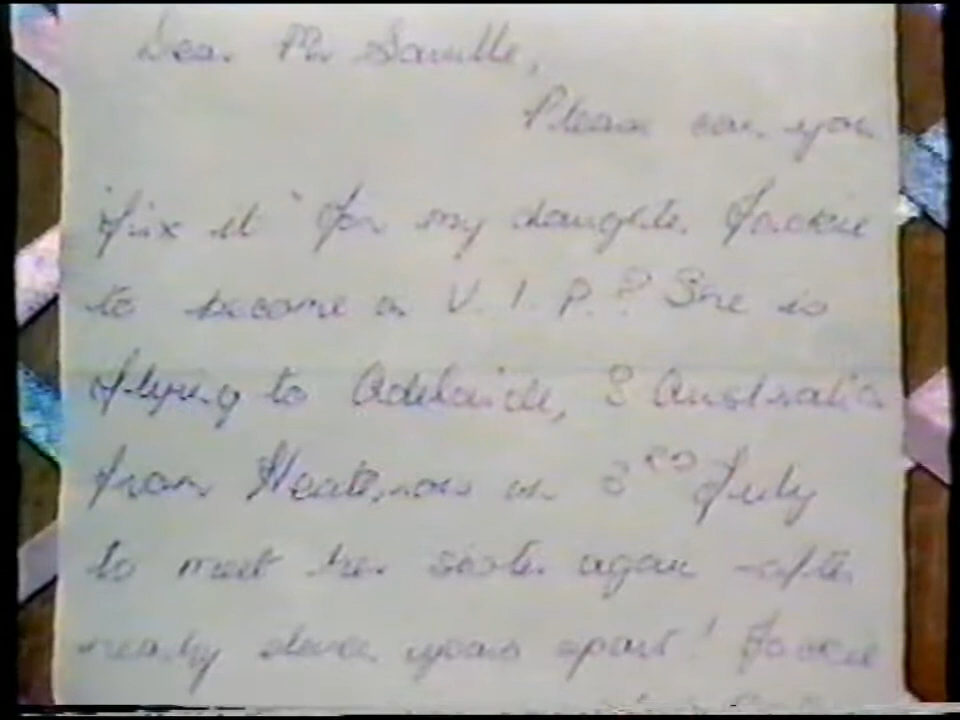 Dear Mr Saville,
Please can you
"fix it" for my daughter Jackie
to become a V.I.P.? She is
flying to Adelaide, S Australia
from Heathrow on 3RD July
to meet her sister again after
nearly eleven years apart! Jackie